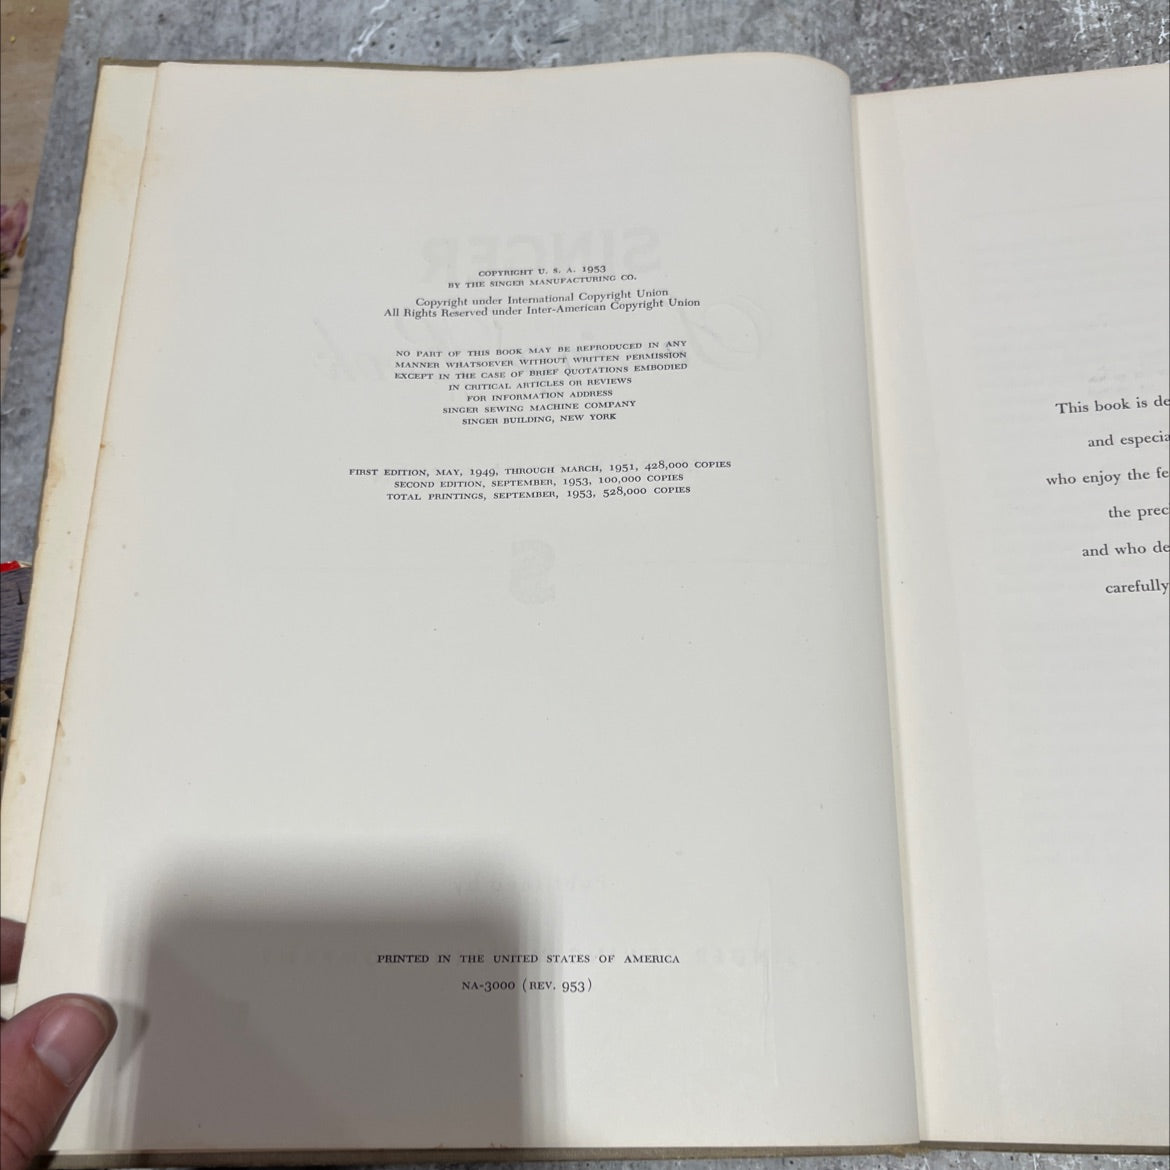 COPYRIGHT U. S. A. 1953
BY THE SINGER MANUFACTURING CO.
Copyright under International Copyright Union
All Rights Reserved under Inter-American Copyright Union
NO PART OF THIS BOOK MAY BE REPRODUCED IN ANY
MANNER WHATSOEVER WITHOUT WRITTEN PERMISSION
EXCEPT IN THE CASE OF BRIEF QUOTATIONS EMBODIED
IN CRITICAL ARTICLES OR REVIEWS
FOR INFORMATION ADDRESS
SINGER SEWING MACHINE COMPANY
SINGER BUILDING, NEW YORK
FIRST EDITION, MAY, 1949, THROUGH MARCH, 1951, 428,000 COPIES
SECOND EDITION, SEPTEMBER, 1953, 100,000 COPIES
TOTAL PRINTINGS, SEPTEMBER, 1953, 528,000 COPIES
PRINTED IN THE UNITED STATES OF AMERICA
NA-3000 (REV. 953)
This book is de
and especia
who enjoy the fe
the prec
and who de
carefully